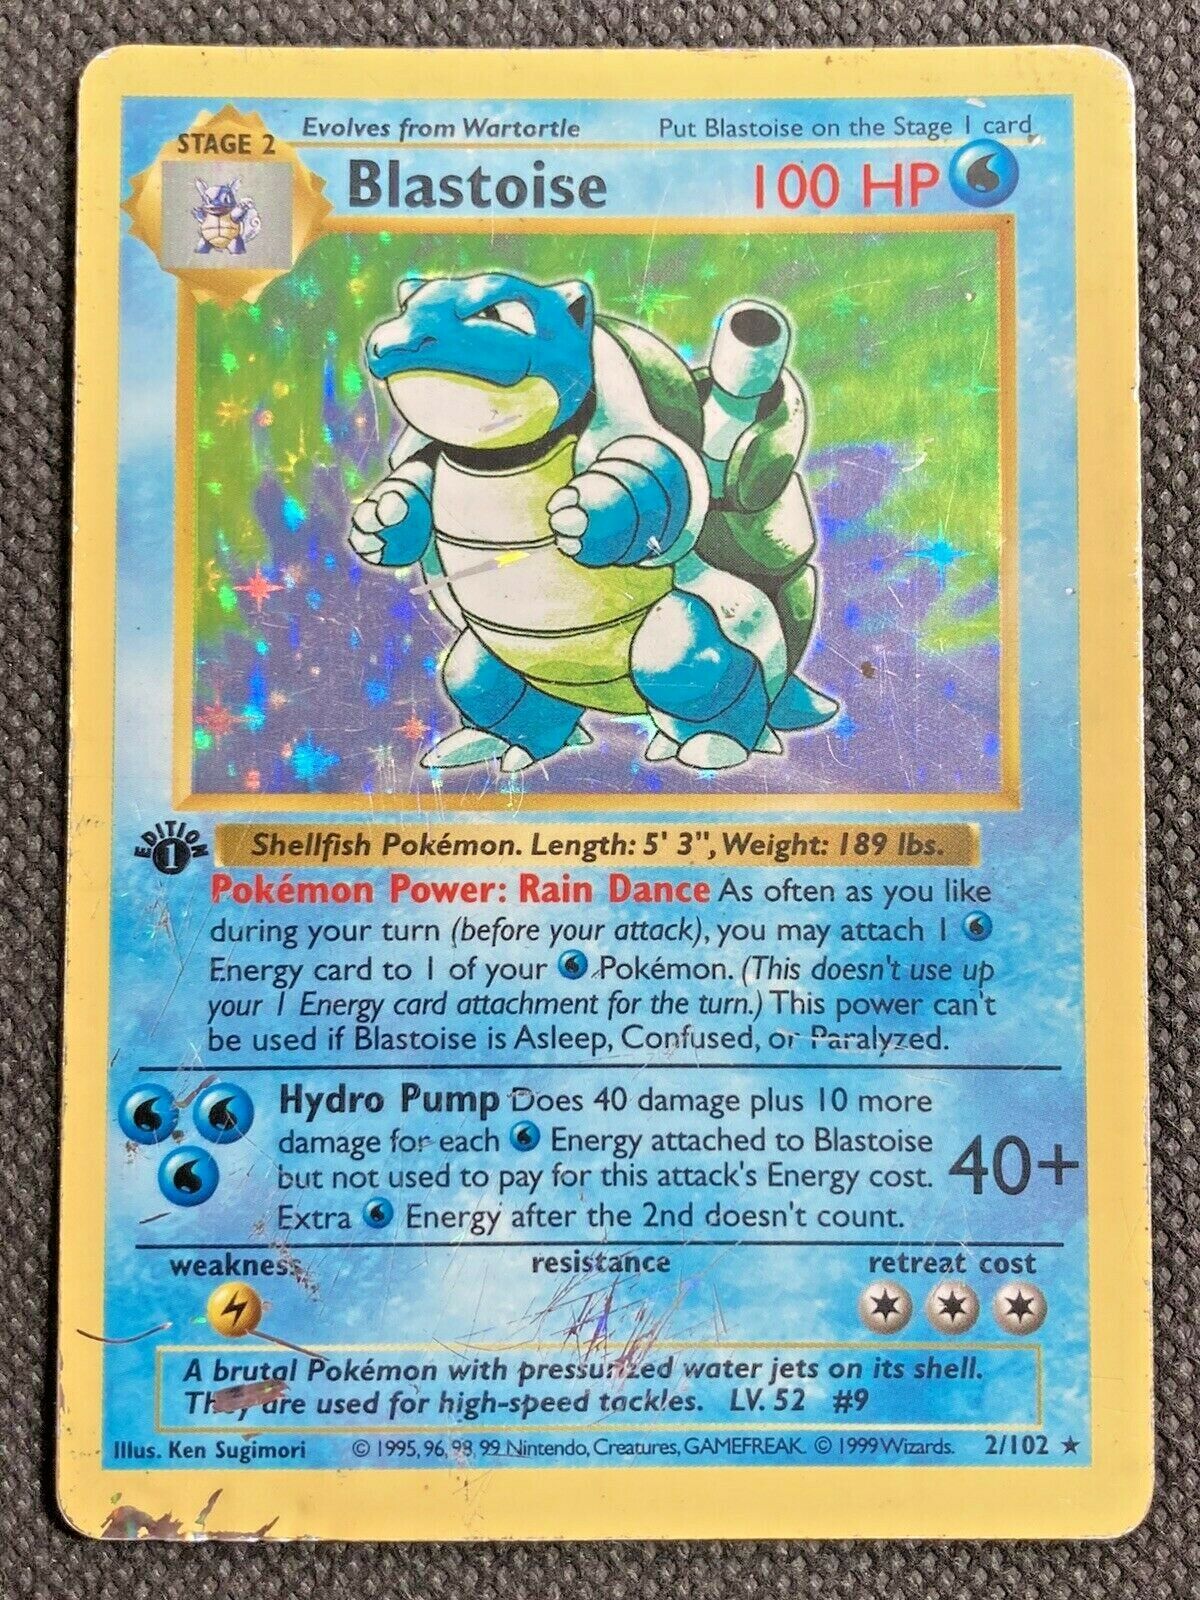 STAGE 2
Evolves from Wartortle
Put Blastoise on the Stage 1 card
Blastoise
100 HP
EDITION
1
Shellfish Pokémon. Length: 5' 3", Weight: 189 lbs.
Pokémon Power: Rain Dance As often as you like
during your turn (before your attack), you may attach 1
Energy card to 1 of your Pokémon. (This doesn't use up
your 1 Energy card attachment for the turn.) This power can't
be used if Blastoise is Asleep, Confused, or Paralyzed.
Hydro Pump Does 40 damage plus 10 more
damage for each Energy attached to Blastoise
but not used to pay for this attack's Energy cost.
Extra Energy after the 2nd doesn't count.
40+
weakness
resistance
retreat cost
A brutal Pokémon with pressurized water jets on its shell.
They are used for high-speed tackles. LV. 52 #9
Illus. Ken Sugimori
© 1995, 96, 98, 99 Nintendo, Creatures, GAMEFREAK. © 1999 Wizards.
2/102 ★